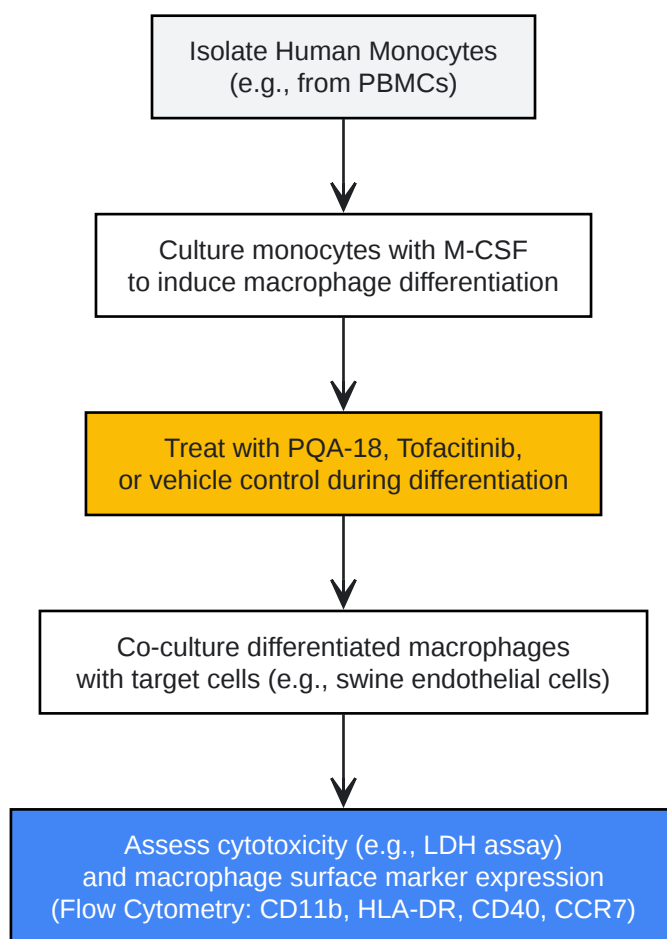 Isolate Human Monocytes
(e.g., from PBMCs)
Culture monocytes with M-CSF
to induce macrophage differentiation
Treat with PQA-18, Tofacitinib,
or vehicle control during differentiation
Co-culture differentiated macrophages
with target cells (e.g., swine endothelial cells)
Assess cytotoxicity (e.g., LDH assay)
and macrophage surface marker expression
(Flow Cytometry: CD11b, HLA-DR, CD40, CCR7)